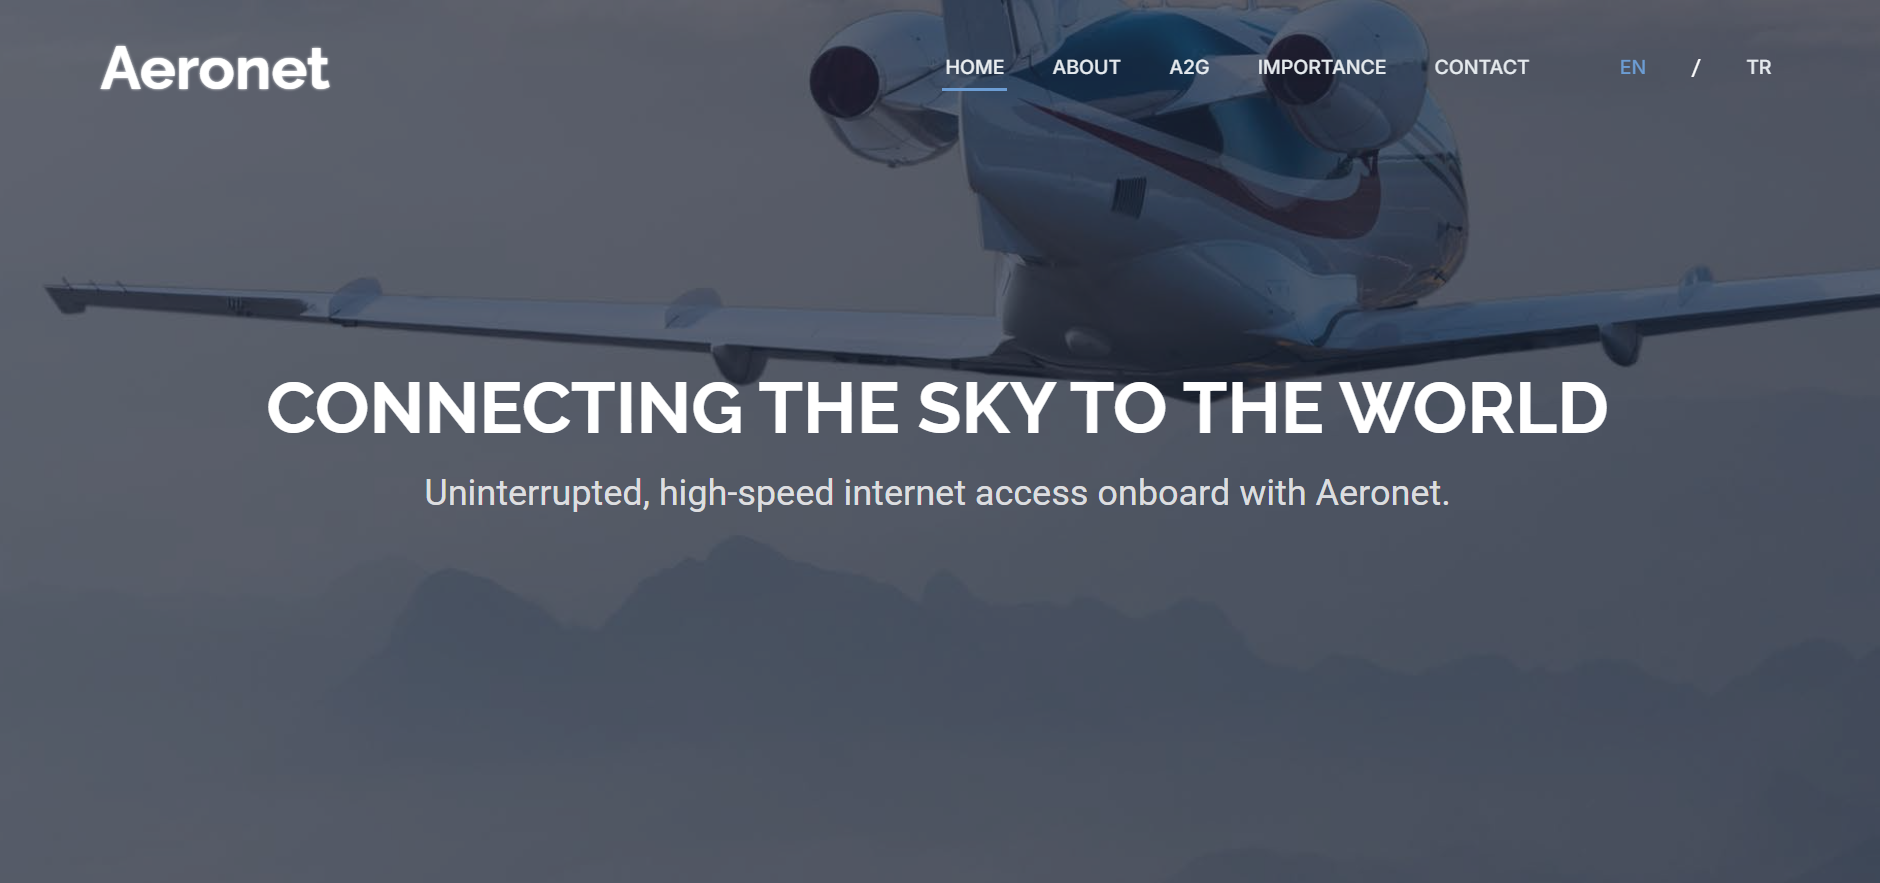 Aeronet
HOME ABOUT A2G IMPORTANCE CONTACT EN / TR
CONNECTING THE SKY TO THE WORLD
Uninterrupted, high-speed internet access onboard with Aeronet.